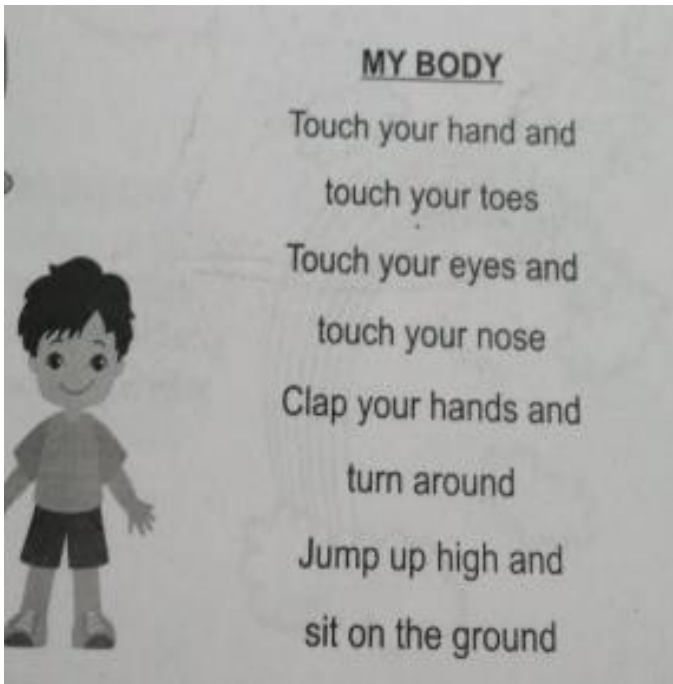 MY BODY
Touch your hand and
touch your toes
Touch your eyes and
touch your nose
Clap your hands and
turn around
Jump up high and
sit on the ground